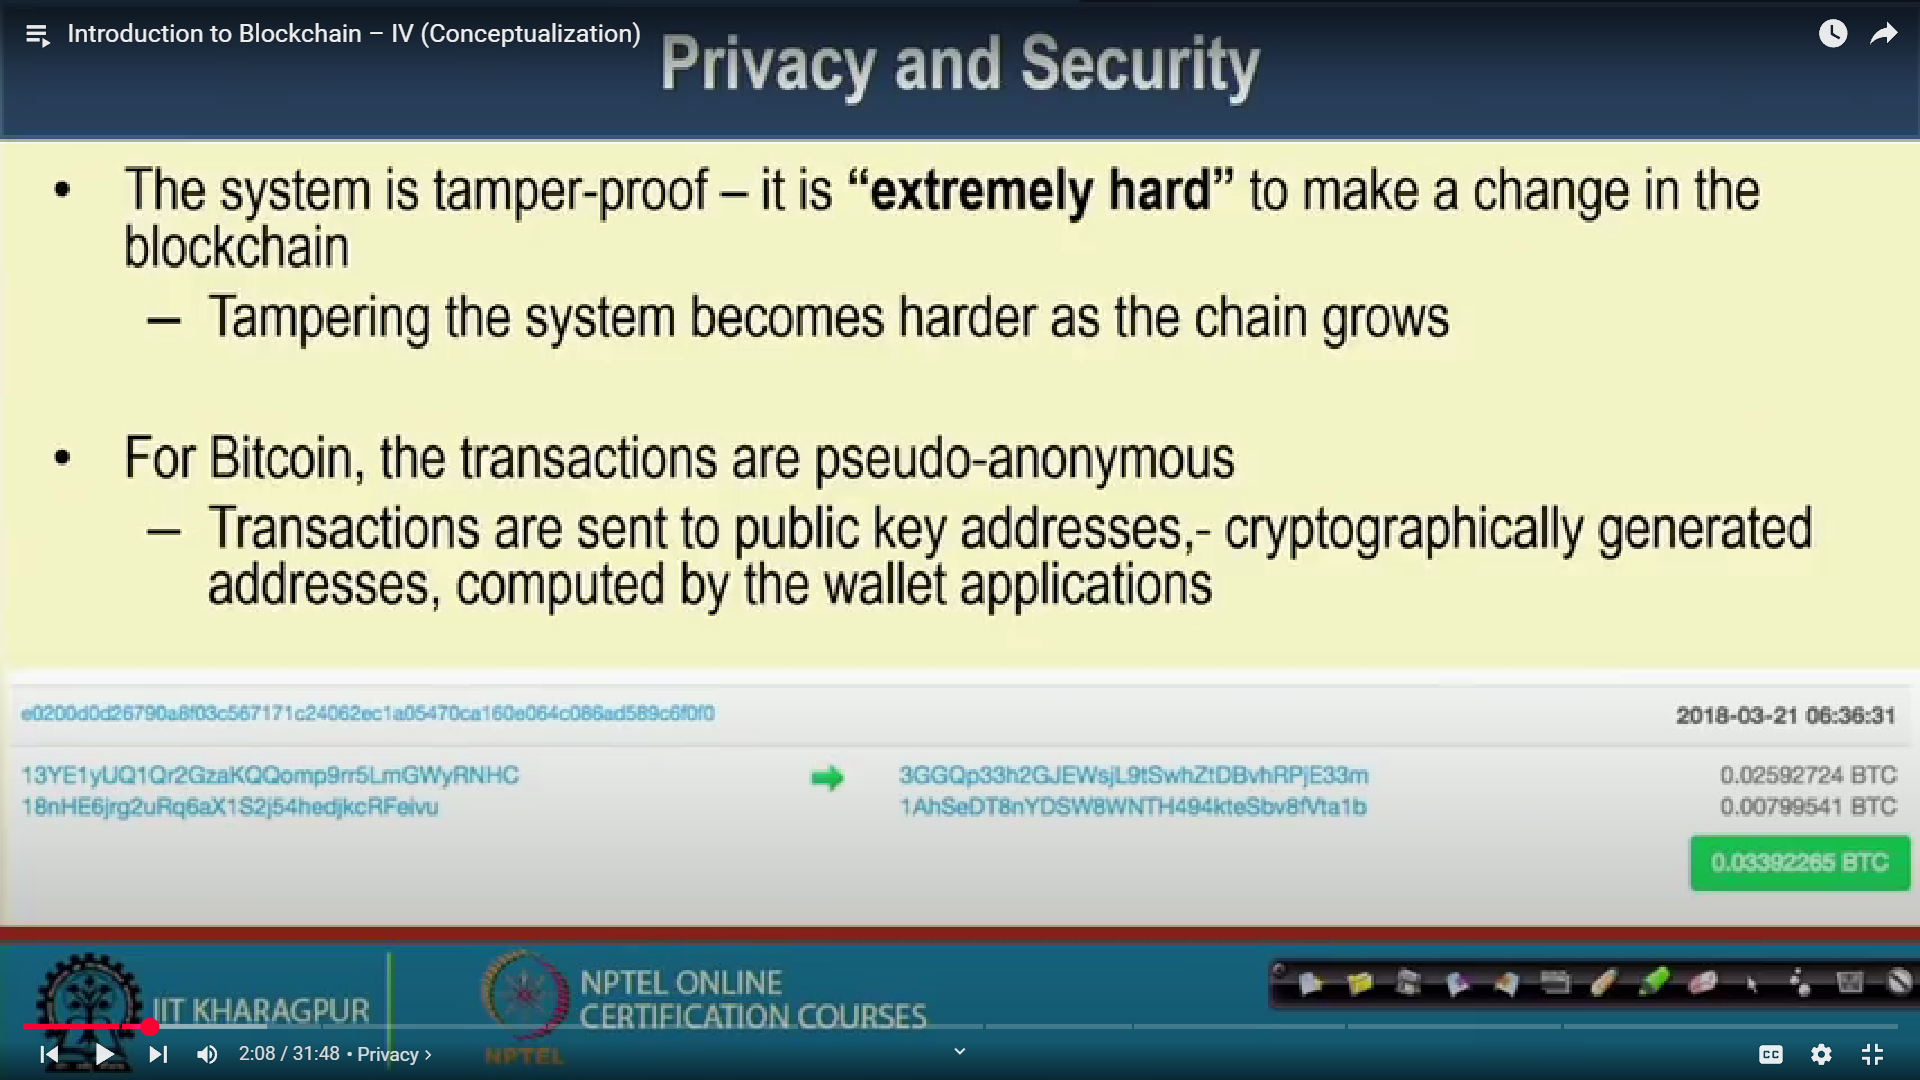 Introduction to Blockchain – IV (Conceptualization)
Privacy and Security
• The system is tamper-proof – it is “extremely hard” to make a change in the
blockchain
– Tampering the system becomes harder as the chain grows
• For Bitcoin, the transactions are pseudo-anonymous
– Transactions are sent to public key addresses,- cryptographically generated
addresses, computed by the wallet applications
e0200d0d26790a8f03c567171c24062ec1a05470ca160e064c086ad589c6f0f0
2018-03-21 06:36:31
13YE1yUQ1Qr2GzaKQQomp9rr5LmGWyRNHC
3GGQp33h2GJEWsjL9tSwhZtDBvhRPjE33m
0.02592724 BTC
18nHE6jrg2uRq6aX1S2j54hedjkcRFeivu
1AhSeDT8nYDSW8WNTH494kteSbv8fVta1b
0.00799541 BTC
0.03392265 BTC
IIT KHARAGPUR
NPTEL ONLINE
CERTIFICATION COURSES
NPTEL
2:08 / 31:48 • Privacy ›
CC